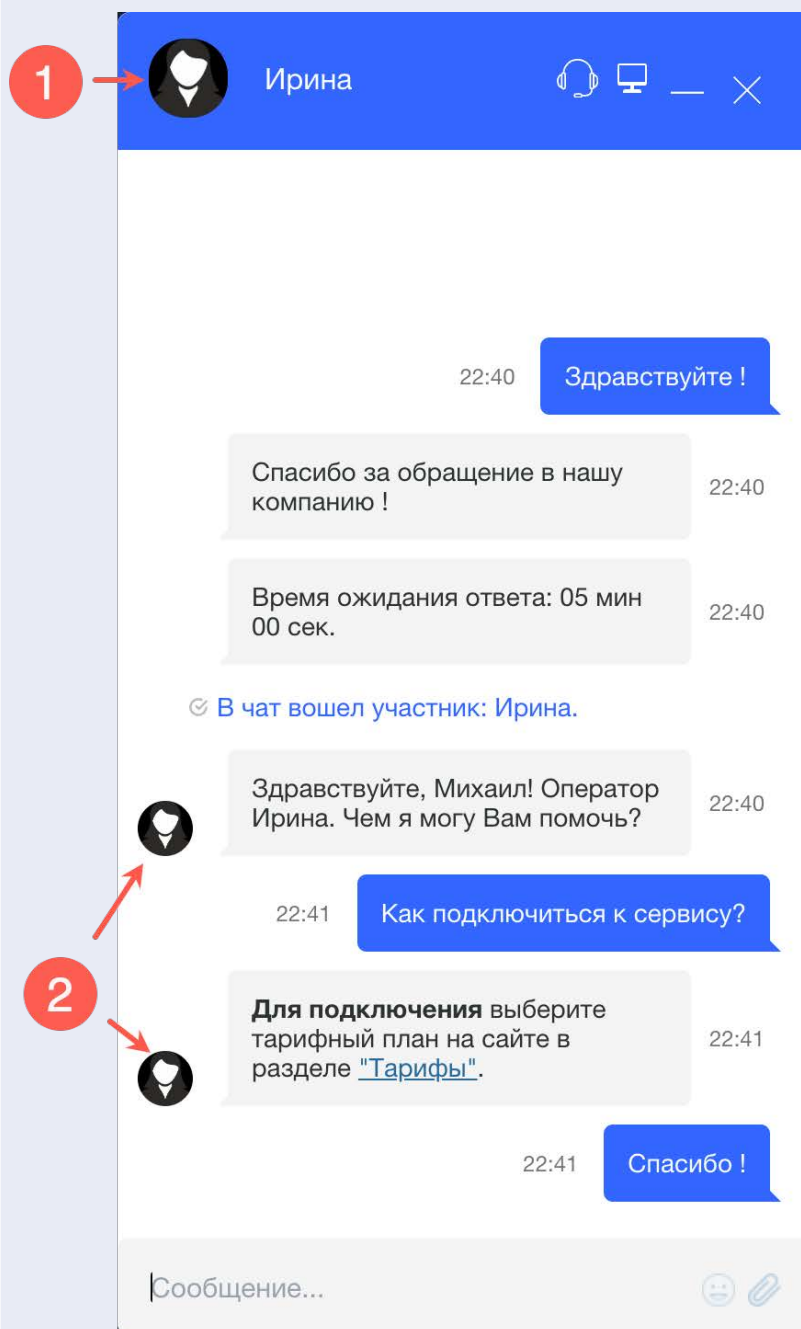 1
Ирина
22:40
Здравствуйте !
Спасибо за обращение в нашу
компанию !
22:40
Время ожидания ответа: 05 мин
00 сек.
22:40
В чат вошел участник: Ирина.
Здравствуйте, Михаил! Оператор
Ирина. Чем я могу Вам помочь?
22:40
22:41
Как подключиться к сервису?
2
Для подключения выберите
тарифный план на сайте в
разделе "Тарифы".
22:41
22:41
Спасибо !
Сообщение...